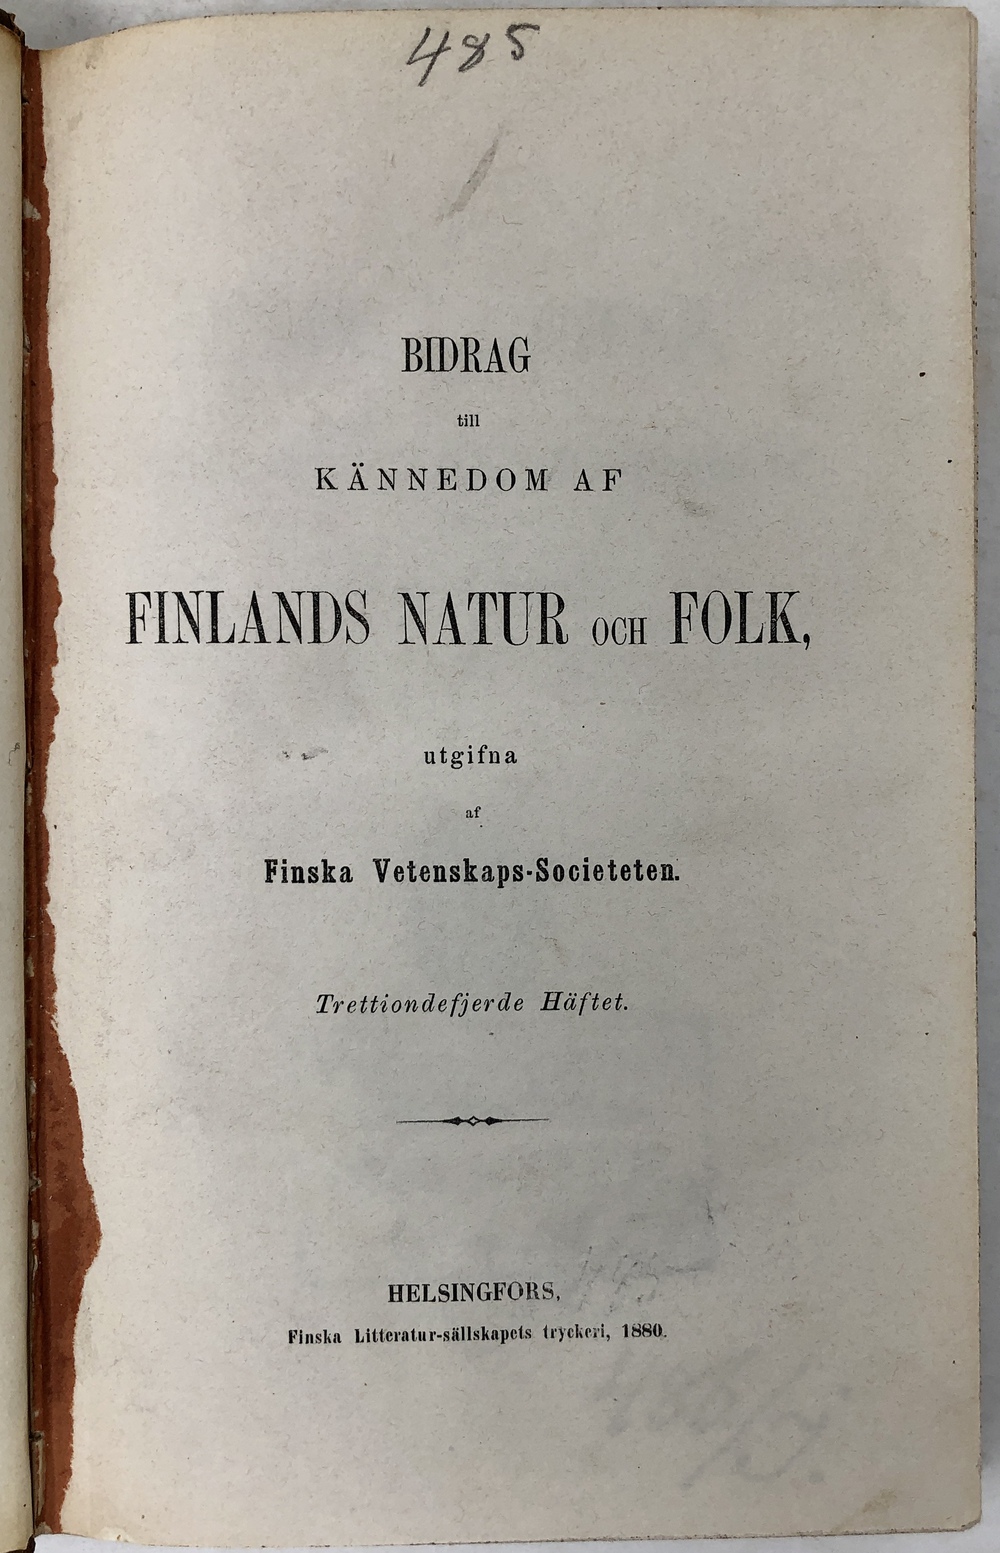 485
BIDRAG
till
KÄNNEDOM AF
FINLANDS NATUR OCH FOLK,
utgifna
af
Finska Vetenskaps-Societeten.
Trettiondefjerde Häftet.
HELSINGFORS,
Finska Litteratur-sällskapets tryckeri, 1880.